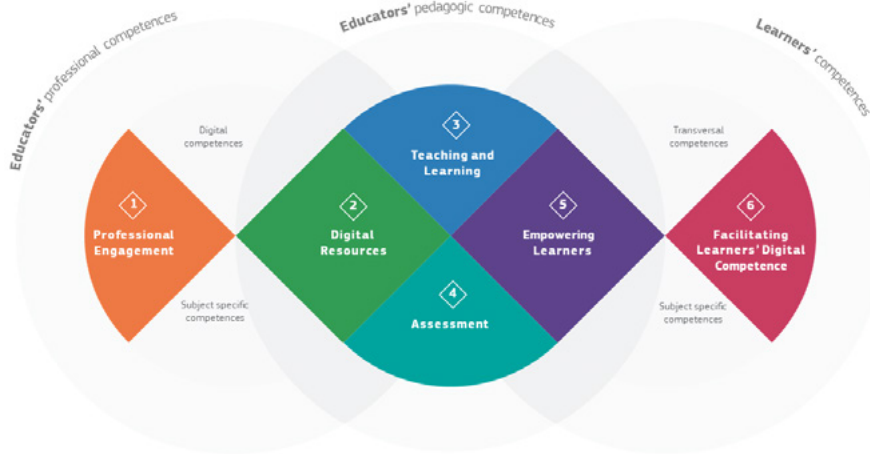 Educators' professional competences
Educators' pedagogic competences
Learners' competences
Digital
competences
Transversal
competences
1
Professional
Engagement
2
Digital
Resources
3
Teaching and
Learning
4
Assessment
5
Empowering
Learners
6
Facilitating
Learners' Digital
Competence
Subject specific
competences
Subject specific
competences